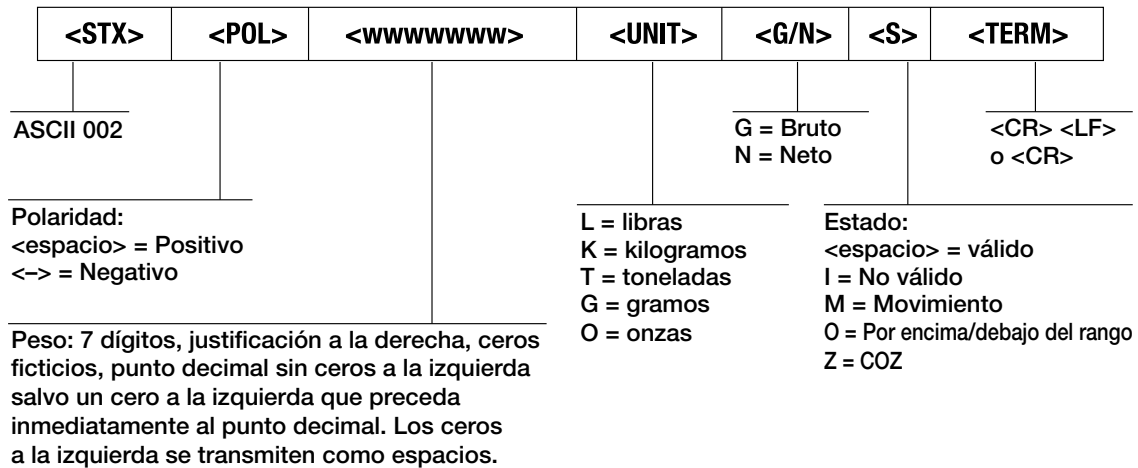 <STX> <POL> <wwwwwww> <UNIT> <G/N> <S> <TERM>
ASCII 002
G = Bruto
N = Neto
<CR> <LF>
o <CR>
Polaridad:
<espacio> = Positivo
<–> = Negativo
L = libras
K = kilogramos
T = toneladas
G = gramos
O = onzas
Estado:
<espacio> = válido
I = No válido
M = Movimiento
O = Por encima/debajo del rango
Z = COZ
Peso: 7 dígitos, justificación a la derecha, ceros
ficticios, punto decimal sin ceros a la izquierda
salvo un cero a la izquierda que preceda
inmediatamente al punto decimal. Los ceros
a la izquierda se transmiten como espacios.